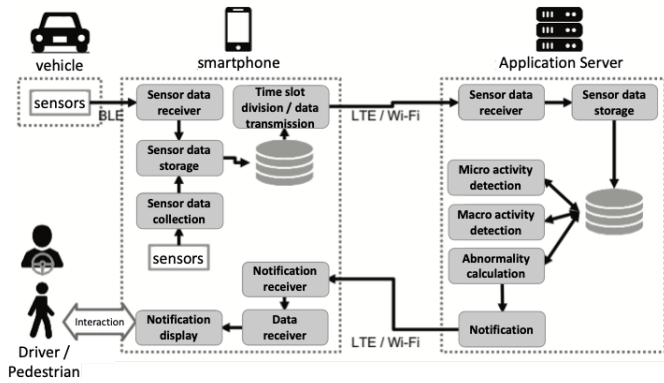 vehicle
smartphone
Application Server
sensors
BLE
Sensor data
receiver
Time slot
division / data
transmission
LTE / Wi-Fi
Sensor data
receiver
Sensor data
storage
Sensor data
storage
Sensor data
collection
sensors
Micro activity
detection
Macro activity
detection
Abnormality
calculation
Notification
receiver
Interaction
Notification
display
Data
receiver
LTE / Wi-Fi
Notification
Driver /
Pedestrian